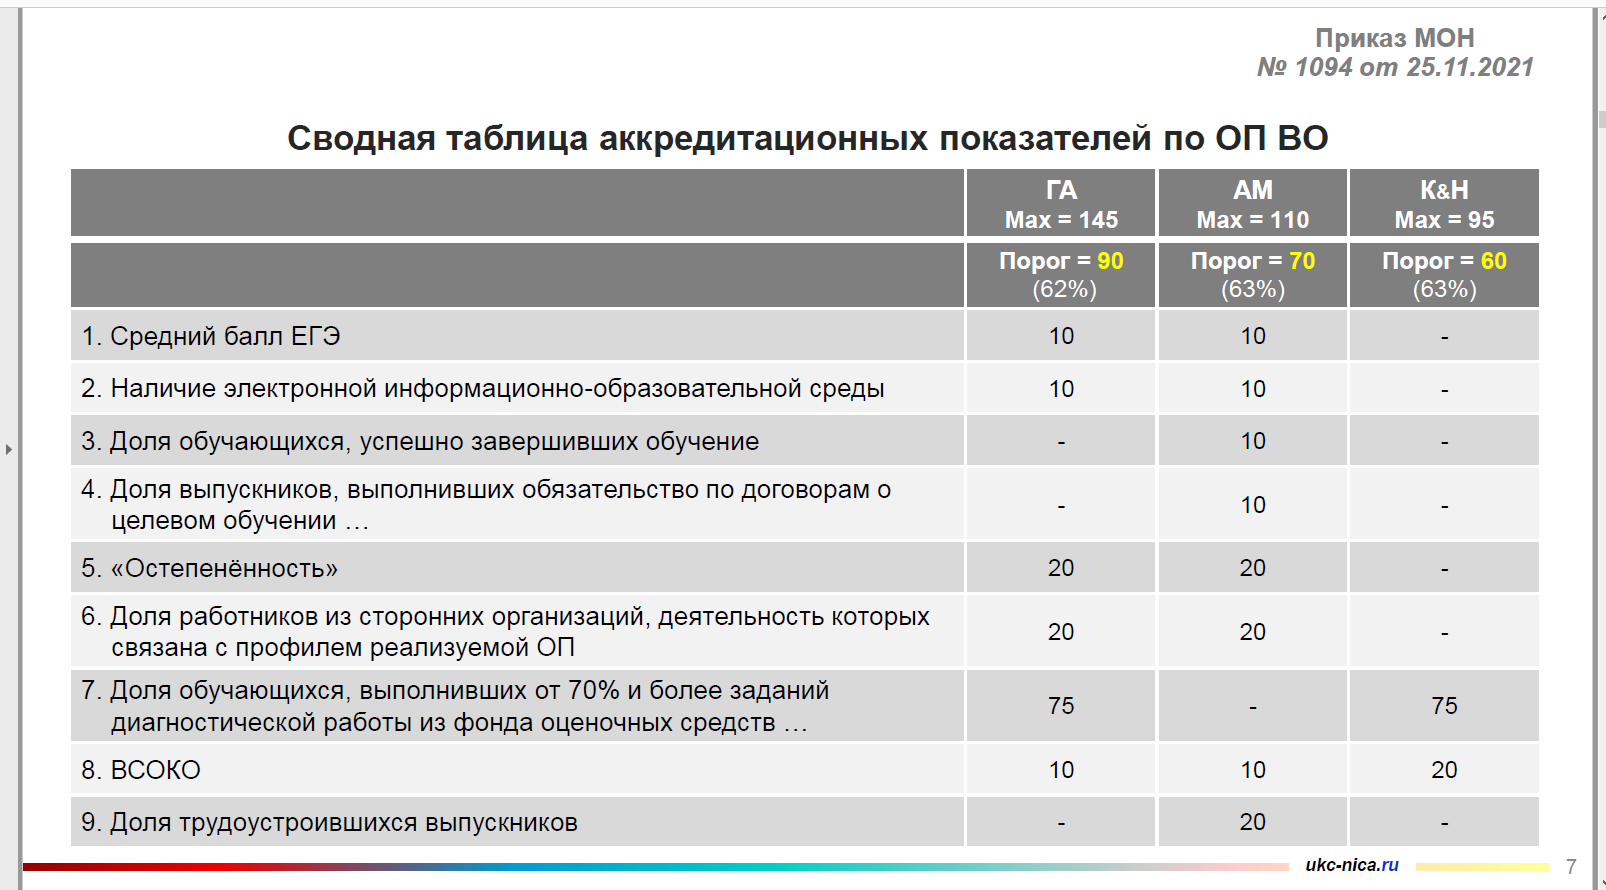 Приказ МОН
№ 1094 от 25.11.2021
Сводная таблица аккредитационных показателей по ОП ВО
ГА АМ К&Н
Max = 145 Max = 110 Max = 95
Порог = 90 Порог = 70 Порог = 60
(62%) (63%) (63%)
1. Средний балл ЕГЭ 10 10 -
2. Наличие электронной информационно-образовательной среды 10 10 -
3. Доля обучающихся, успешно завершивших обучение - 10 -
4. Доля выпускников, выполнивших обязательство по договорам о
целевом обучении … - 10 -
5. «Остепенённость» 20 20 -
6. Доля работников из сторонних организаций, деятельность которых
связана с профилем реализуемой ОП 20 20 -
7. Доля обучающихся, выполнивших от 70% и более заданий
диагностической работы из фонда оценочных средств … 75 - 75
8. ВСОКО 10 10 20
9. Доля трудоустроившихся выпускников - 20 -
ukc-nica.ru 7